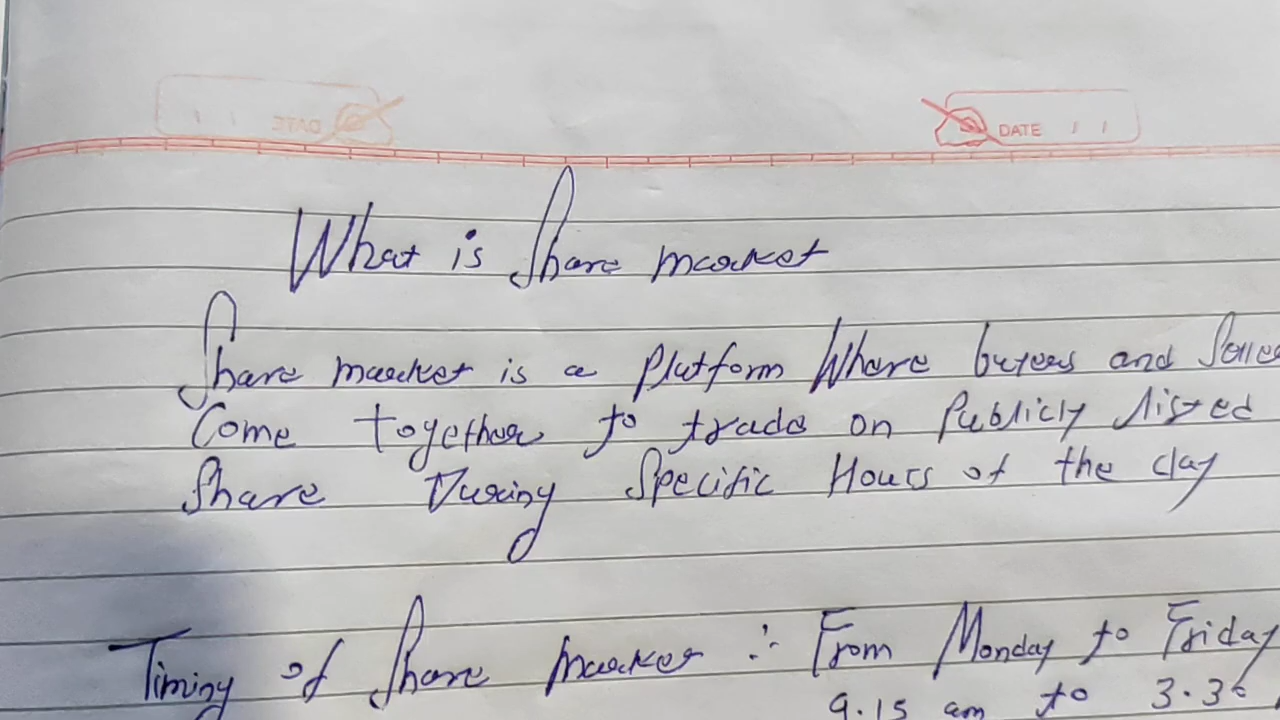 DATE
What is Share market
Share market is a Platform Where buyers and Selle
Come together to trade on Publicly listed
Share During Specific Hours of the day
Timing of Share market :- From Monday to Friday
9.15 am to 3.30